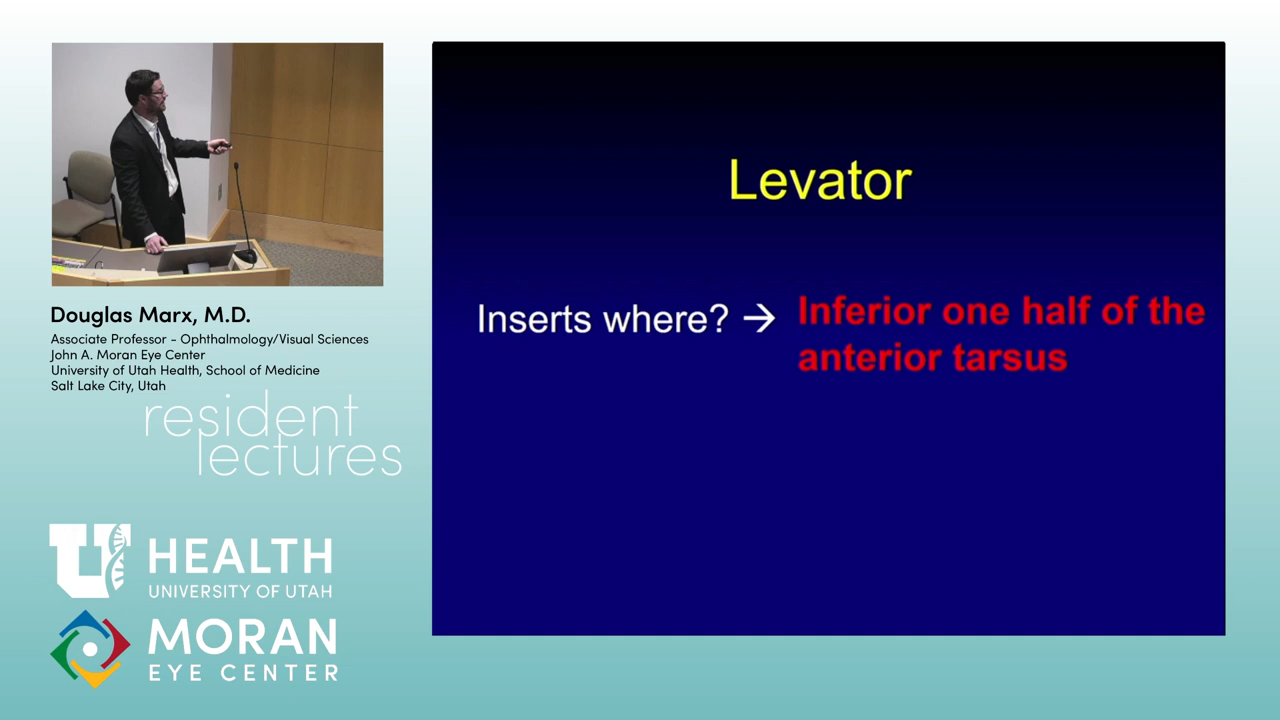 Levator
Inserts where? → Inferior one half of the
anterior tarsus
Douglas Marx, M.D.
Associate Professor - Ophthalmology/Visual Sciences
John A. Moran Eye Center
University of Utah Health, School of Medicine
Salt Lake City, Utah
resident
lectures
U HEALTH
UNIVERSITY OF UTAH
MORAN
EYE CENTER